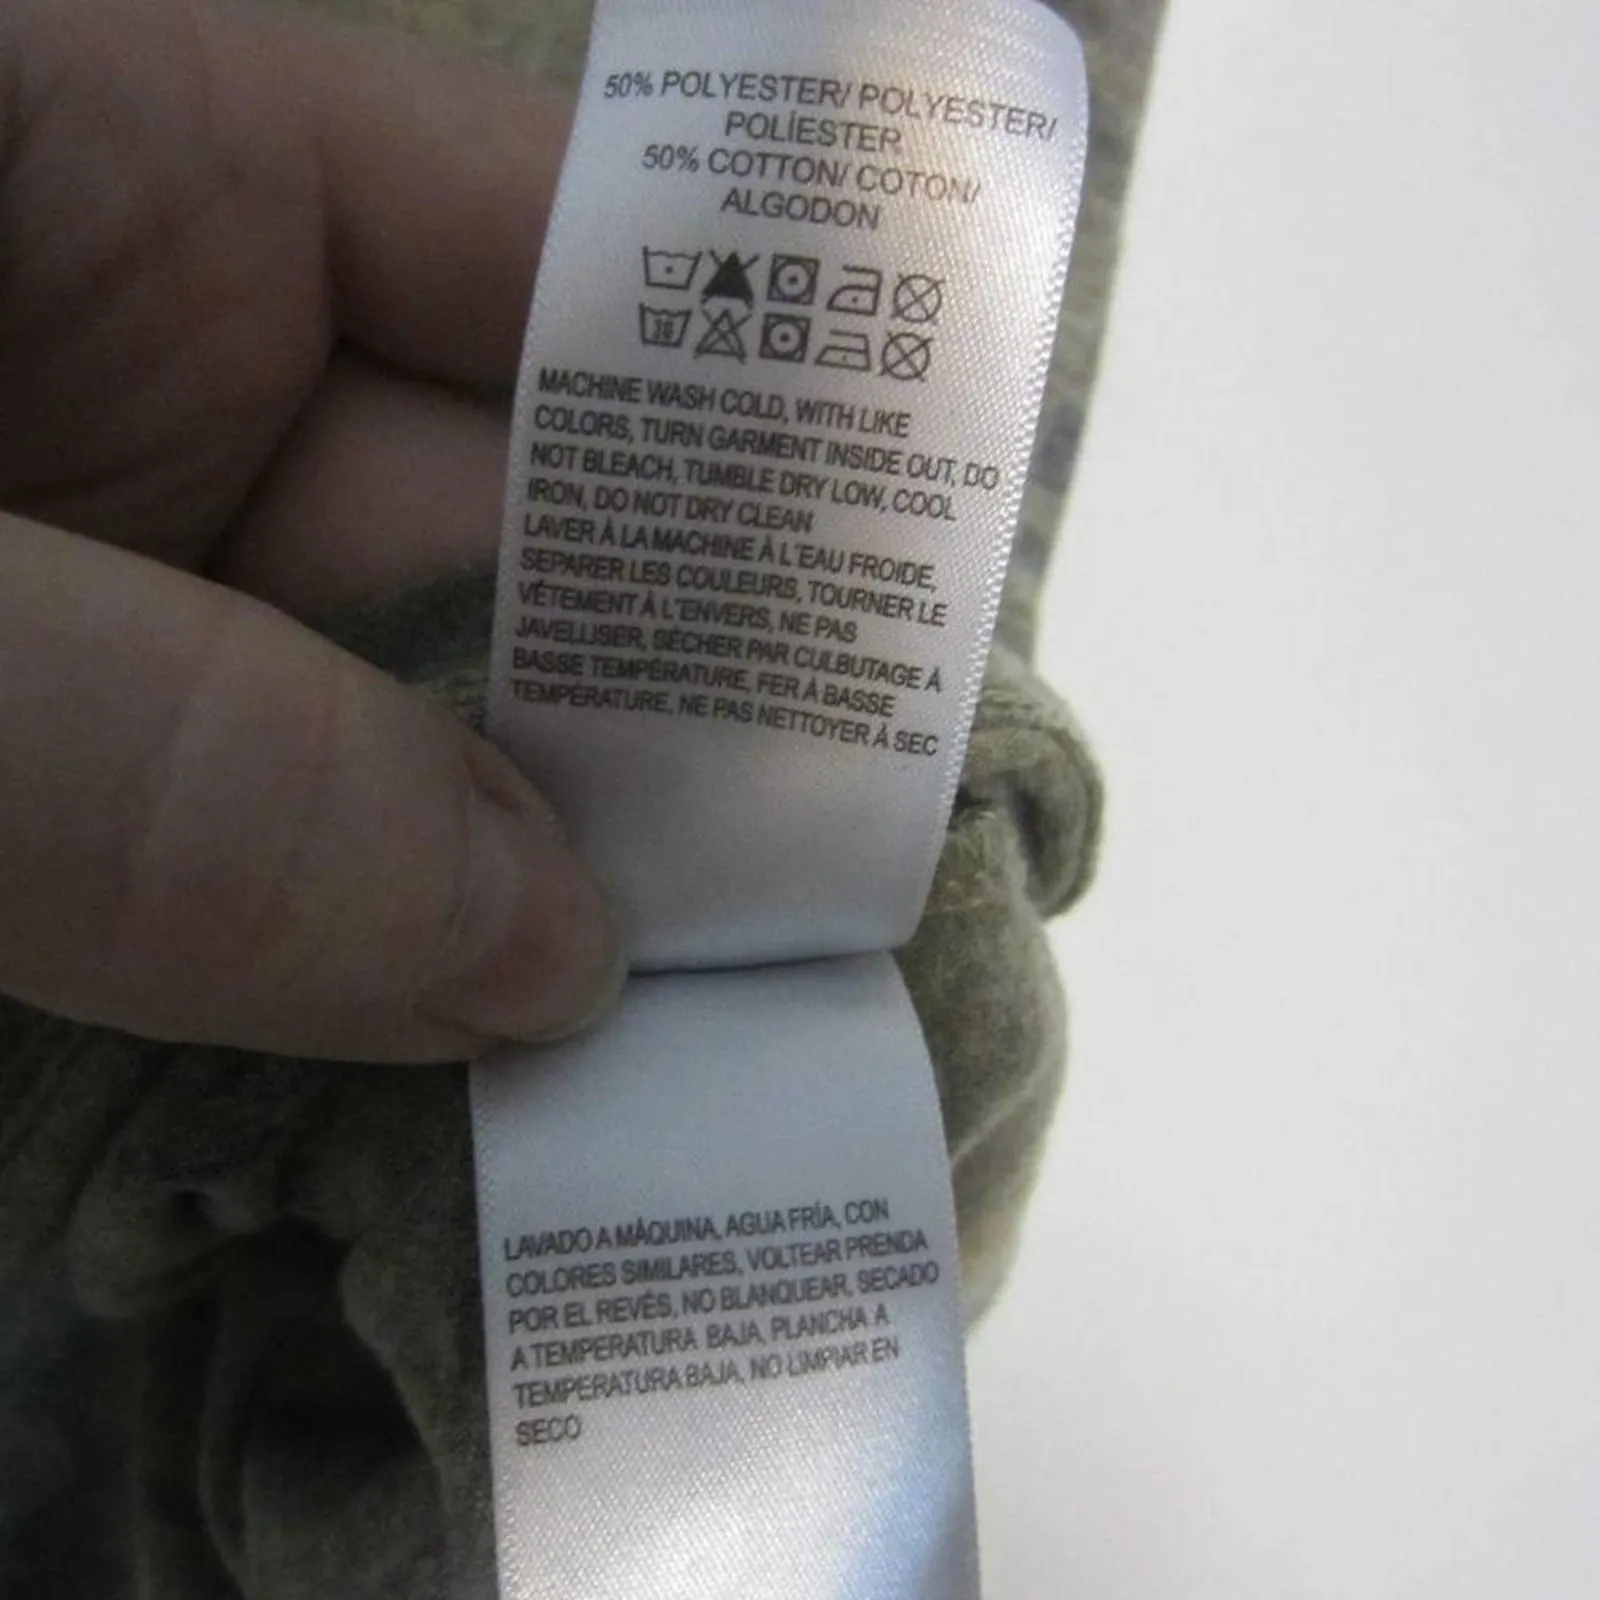 50% POLYESTER/ POLYESTER/
POLÍESTER
50% COTTON/ COTON/
ALGODON
30
MACHINE WASH COLD, WITH LIKE
COLORS, TURN GARMENT INSIDE OUT, DO
NOT BLEACH, TUMBLE DRY LOW, COOL
IRON, DO NOT DRY CLEAN
LAVER À LA MACHINE À L'EAU FROIDE,
SEPARER LES COULEURS, TOURNER LE
VÉTEMENT À L'ENVERS, NE PAS
JAVELLISER, SÉCHER PAR CULBUTAGE À
BASSE TEMPÉRATURE, FER À BASSE
TEMPÉRATURE, NE PAS NETTOYER À SEC
LAVADO A MÁQUINA, AGUA FRÍA, CON
COLORES SIMILARES, VOLTEAR PRENDA
POR EL REVÉS, NO BLANQUEAR, SECADO
A TEMPERATURA BAJA, PLANCHA A
TEMPERATURA BAJA, NO LIMPIAR EN
SECO